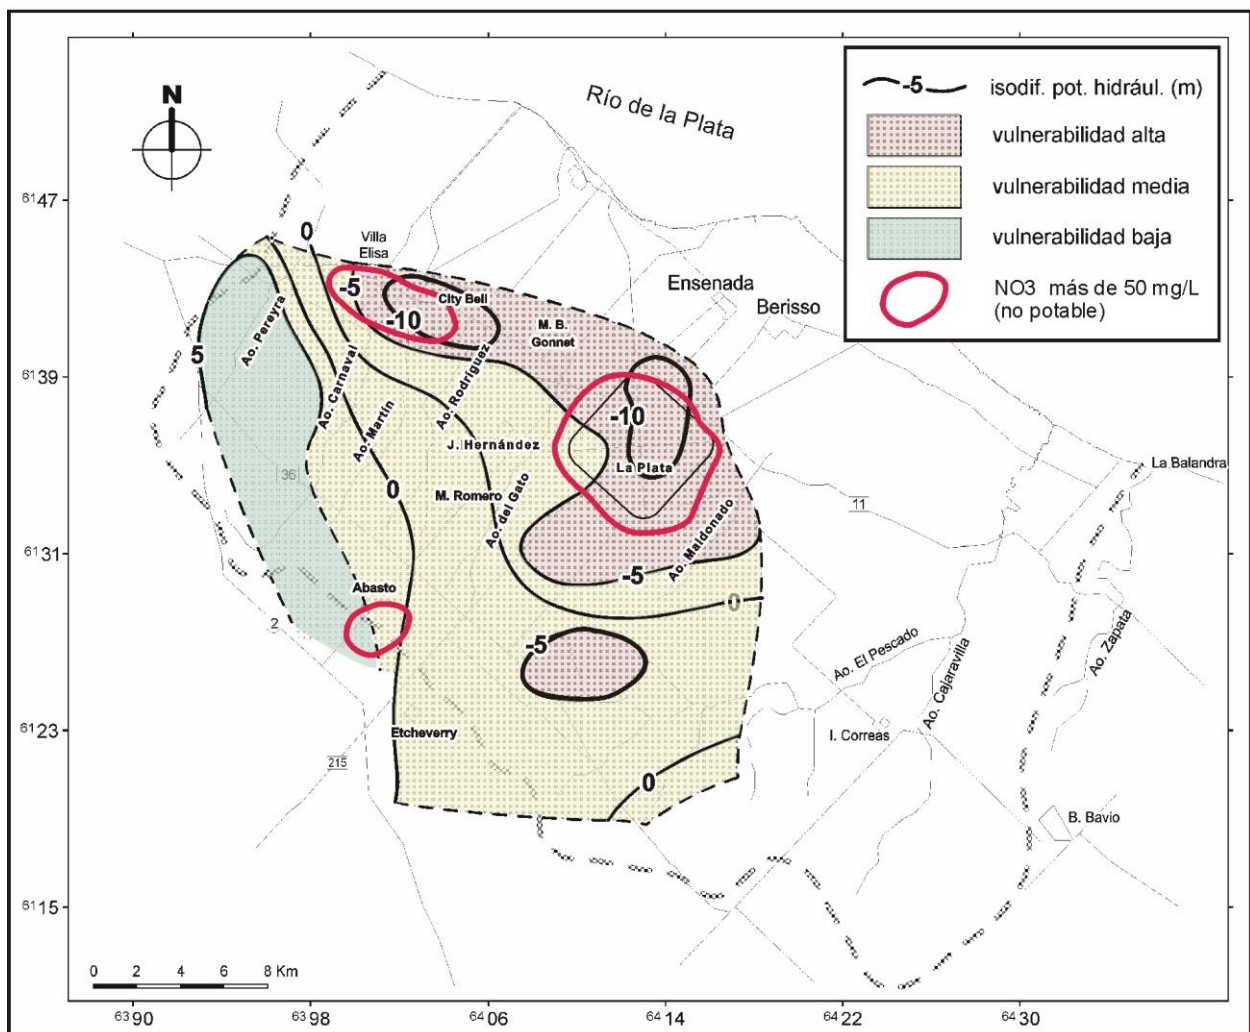 N
Río de la Plata
-5 isodif. pot. hidrául. (m)
vulnerabilidad alta
vulnerabilidad media
vulnerabilidad baja
NO3 más de 50 mg/L
(no potable)
6147
6139
6131
6123
6115
0
Villa
Elisa
-5
City Bell
-10
M. B.
Gonnet
Ensenada
Berisso
5
Ao. Pereyra
Ao. Carnaval
Ao. Martín
Ao. Rodríguez
J. Hernández
-10
La Plata
La Balandra
36
0
M. Romero
Ao. del Gato
Ao. Maldonado
11
-5
Abasto
0
2
-5
Ao. El Pescado
Ao. Cajaravilla
Ao. Zapata
Etcheverry
I. Correas
215
0
B. Bavio
0 2 4 6 8 Km
6390 6398 6406 6414 6422 6430